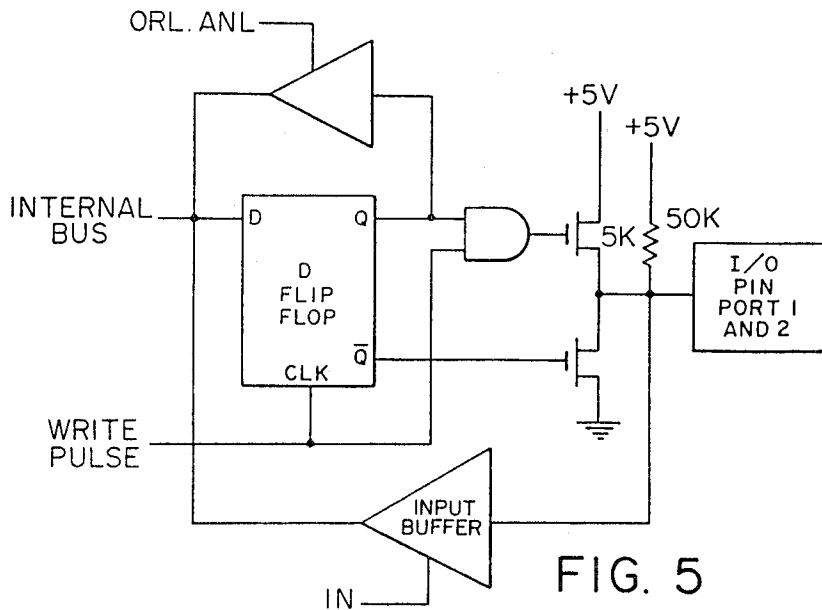 ORL. ANL
+5V
+5V
INTERNAL
BUS
D
Q
5K
50K
I/O
PIN
PORT 1
AND 2
D
FLIP
FLOP
Q̅
CLK
WRITE
PULSE
INPUT
BUFFER
IN
FIG. 5